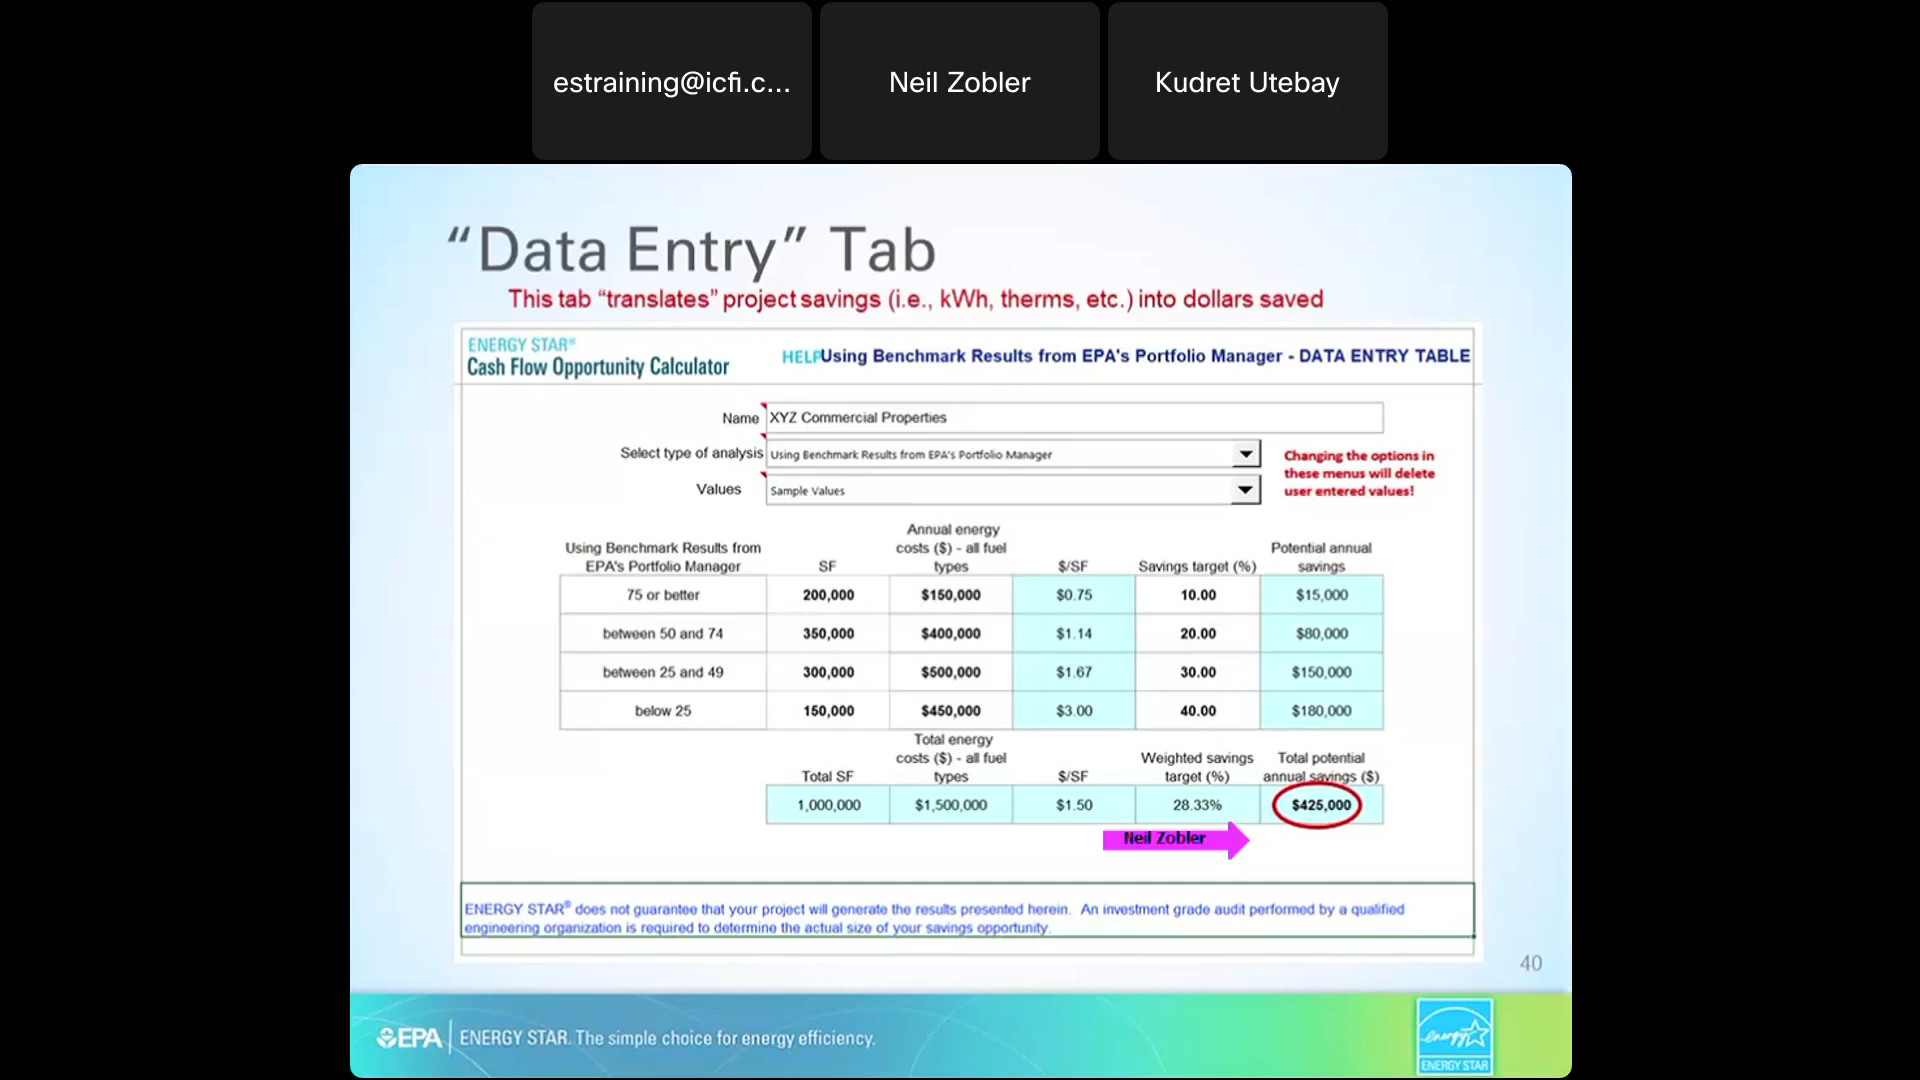 estraining@icfi.c...
Neil Zobler
Kudret Utebay
“Data Entry” Tab
This tab “translates” project savings (i.e., kWh, therms, etc.) into dollars saved
ENERGY STAR®
Cash Flow Opportunity Calculator
HELP Using Benchmark Results from EPA's Portfolio Manager - DATA ENTRY TABLE
Name XYZ Commercial Properties
Select type of analysis Using Benchmark Results from EPA's Portfolio Manager
Values Sample Values
Changing the options in
these menus will delete
user entered values!
Using Benchmark Results from
EPA's Portfolio Manager
SF
Annual energy
costs ($) - all fuel
types
$/SF
Savings target (%)
Potential annual
savings
75 or better 200,000 $150,000 $0.75 10.00 $15,000
between 50 and 74 350,000 $400,000 $1.14 20.00 $80,000
between 25 and 49 300,000 $500,000 $1.67 30.00 $150,000
below 25 150,000 $450,000 $3.00 40.00 $180,000
Total SF
Total energy
costs ($) - all fuel
types
$/SF
Weighted savings
target (%)
Total potential
annual savings ($)
1,000,000 $1,500,000 $1.50 28.33% $425,000
Neil Zobler
ENERGY STAR® does not guarantee that your project will generate the results presented herein. An investment grade audit performed by a qualified
engineering organization is required to determine the actual size of your savings opportunity.
40
EPA ENERGY STAR. The simple choice for energy efficiency.
energy
ENERGY STAR